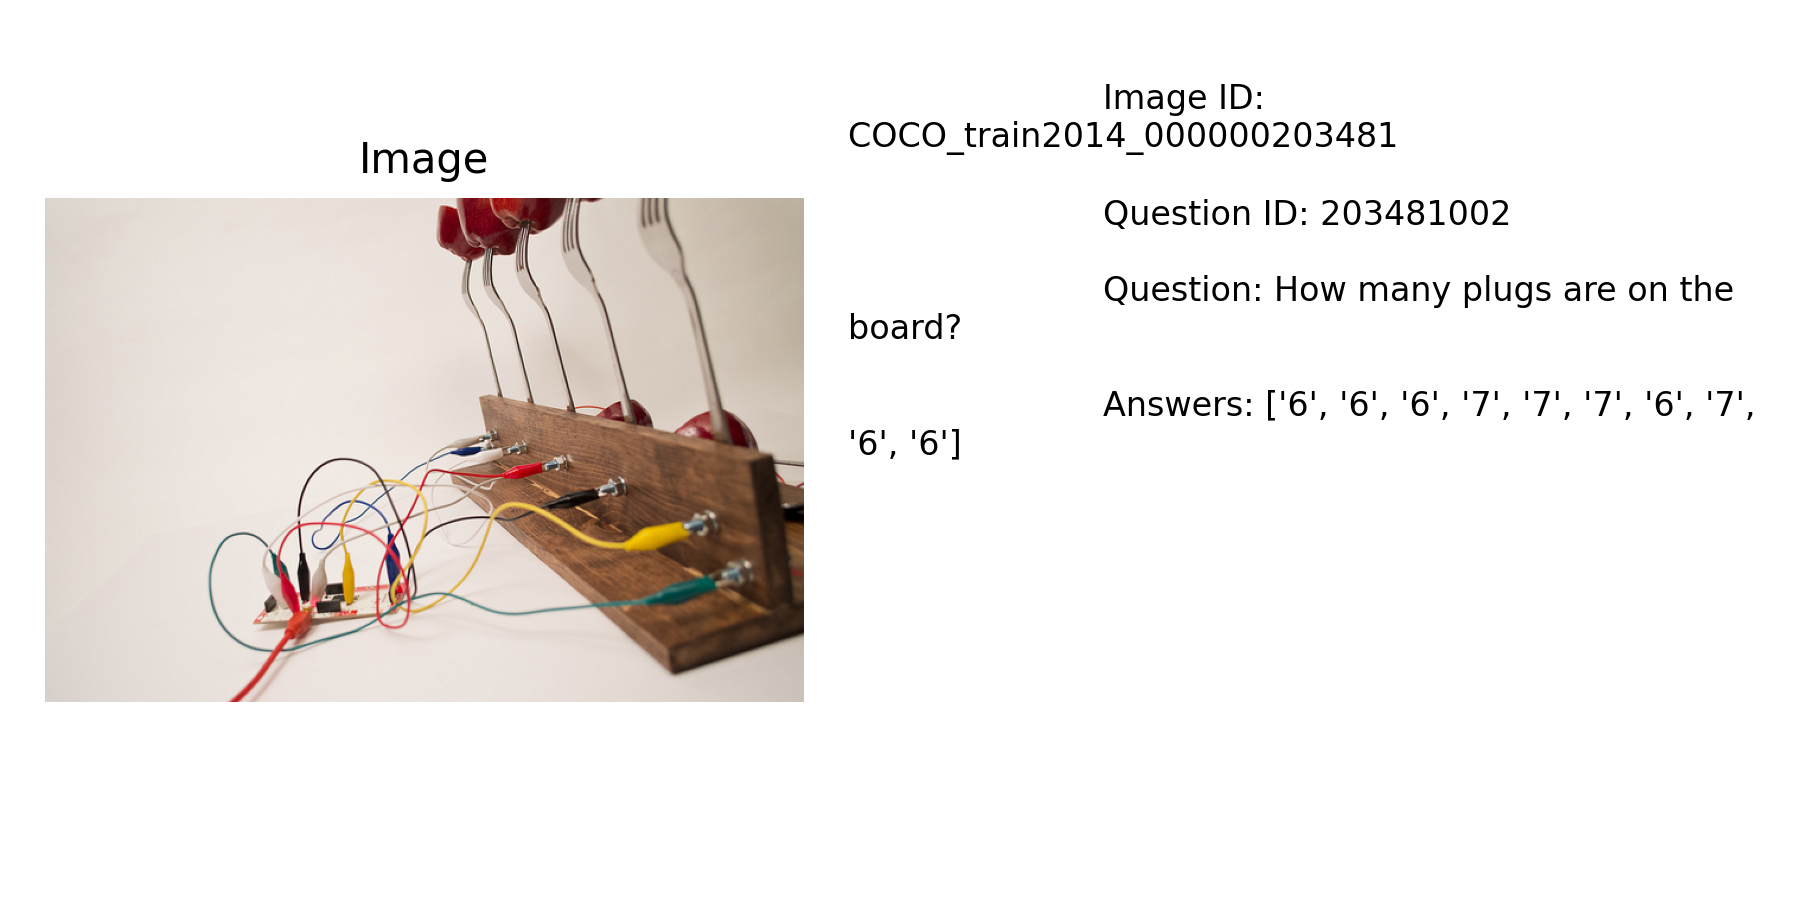 Image
Image ID:
COCO_train2014_000000203481
Question ID: 203481002
Question: How many plugs are on the
board?
Answers: ['6', '6', '6', '7', '7', '7', '6', '7',
'6', '6']